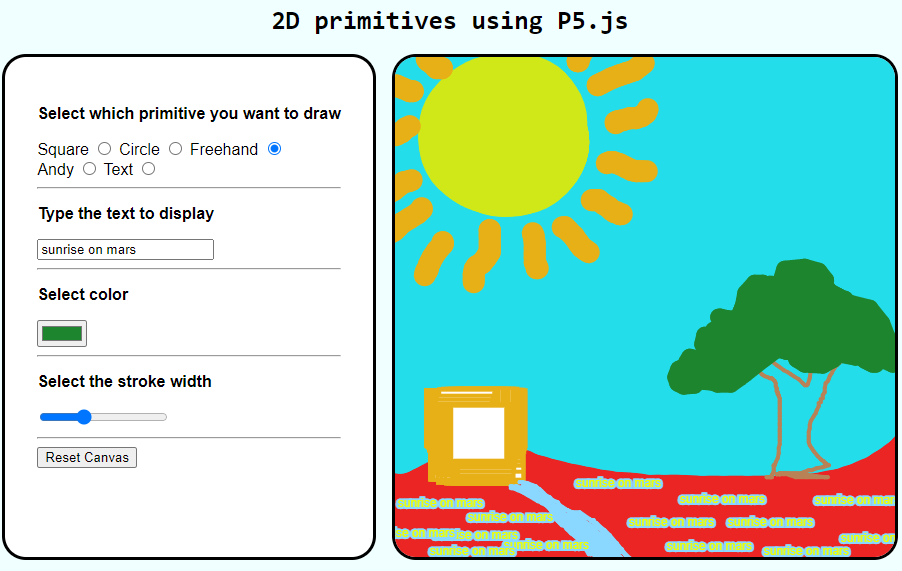 2D primitives using P5.js
Select which primitive you want to draw
Square Circle Freehand
Andy Text
Type the text to display
sunrise on mars
Select color
Select the stroke width
Reset Canvas
sunrise on mars
sunrise on mars
sunrise on mars
sunrise on mars
sunrise on mars
sunrise on mars
sunrise on mars
se on mars
se on mars
sunrise on
sunrise on mars
sunrise on mars
sunrise on mars
sunrise on mars